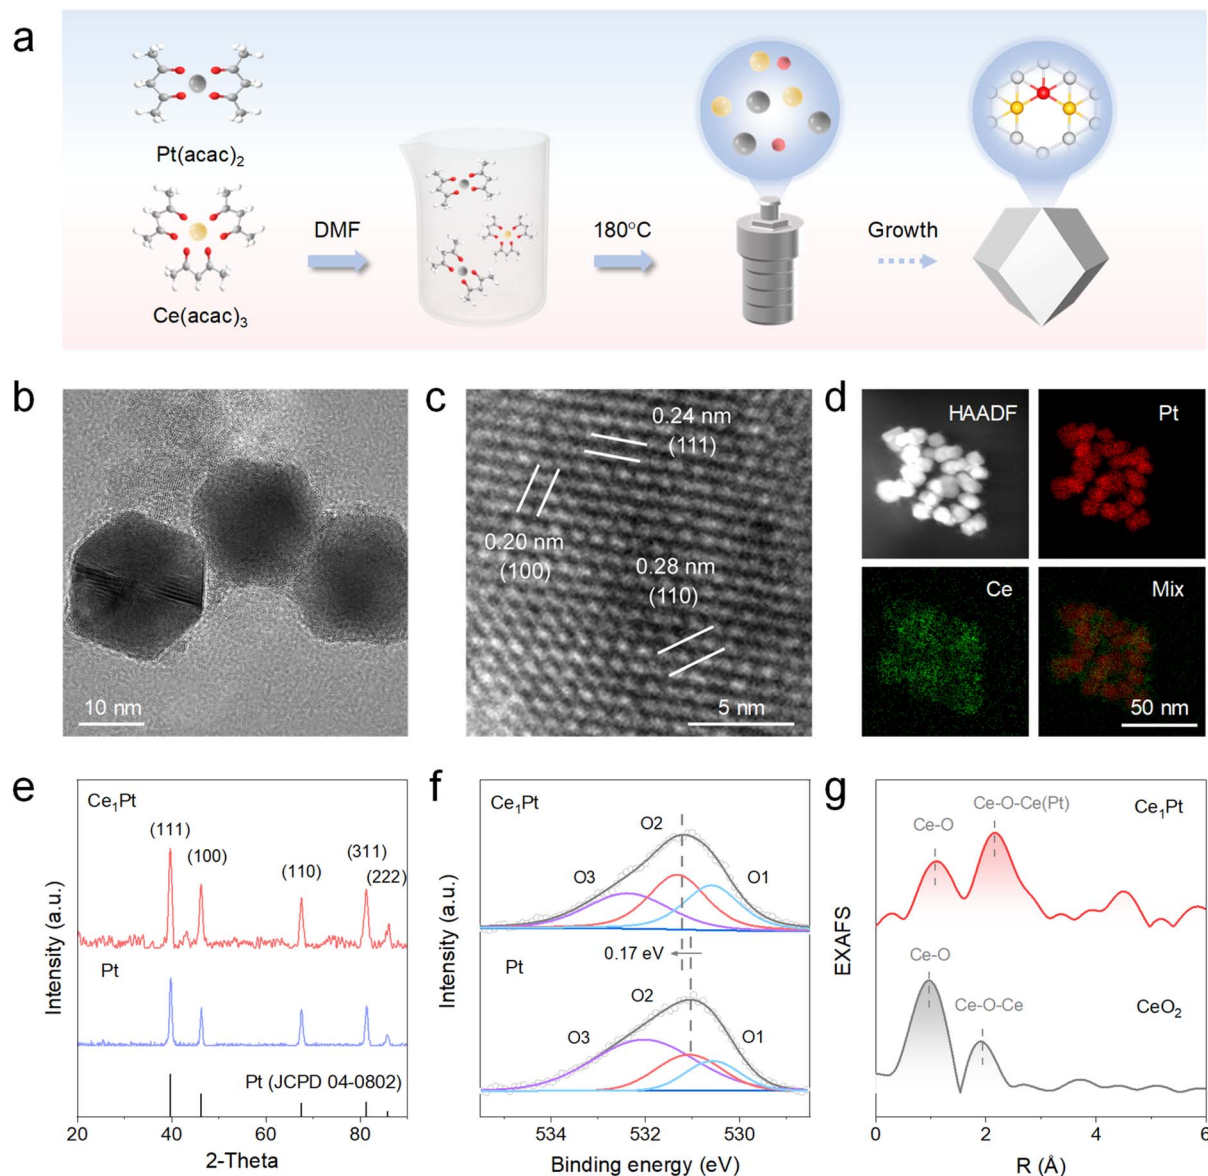 a
Pt(acac)₂
Ce(acac)₃
DMF
180°C
Growth
b
10 nm
c
0.24 nm
(111)
0.20 nm
(100)
0.28 nm
(110)
5 nm
d
HAADF
Pt
Ce
Mix
50 nm
e
Ce₁Pt
(111)
(100)
(110)
(311)
(222)
Pt
Pt (JCPD 04-0802)
Intensity (a.u.)
20 40 60 80
2-Theta
f
Ce₁Pt
O2
O3
O1
0.17 eV
Pt
O2
O3
O1
Intensity (a.u.)
534 532 530
Binding energy (eV)
g
Ce-O-Ce(Pt)
Ce₁Pt
Ce-O
Ce-O
Ce-O-Ce
CeO₂
EXAFS
0 2 4 6
R (Å)